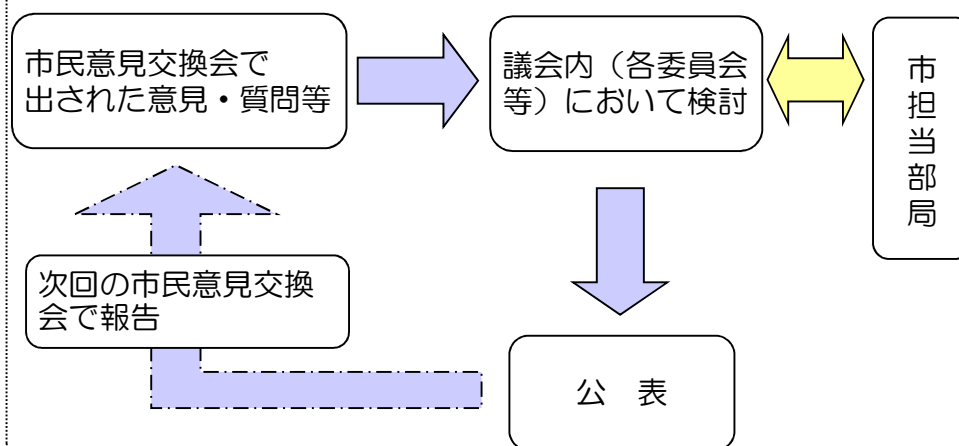 市民意見交換会で
出された意見・質問等
議会内（各委員会
等）において検討
市担当部局
次回の市民意見交換
会で報告
公　表